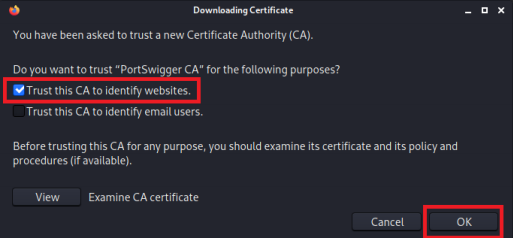 Downloading Certificate
You have been asked to trust a new Certificate Authority (CA).
Do you want to trust "PortSwigger CA" for the following purposes?
Trust this CA to identify websites.
Trust this CA to identify email users.
Before trusting this CA for any purpose, you should examine its certificate and its policy and
procedures (if available).
View Examine CA certificate
Cancel OK